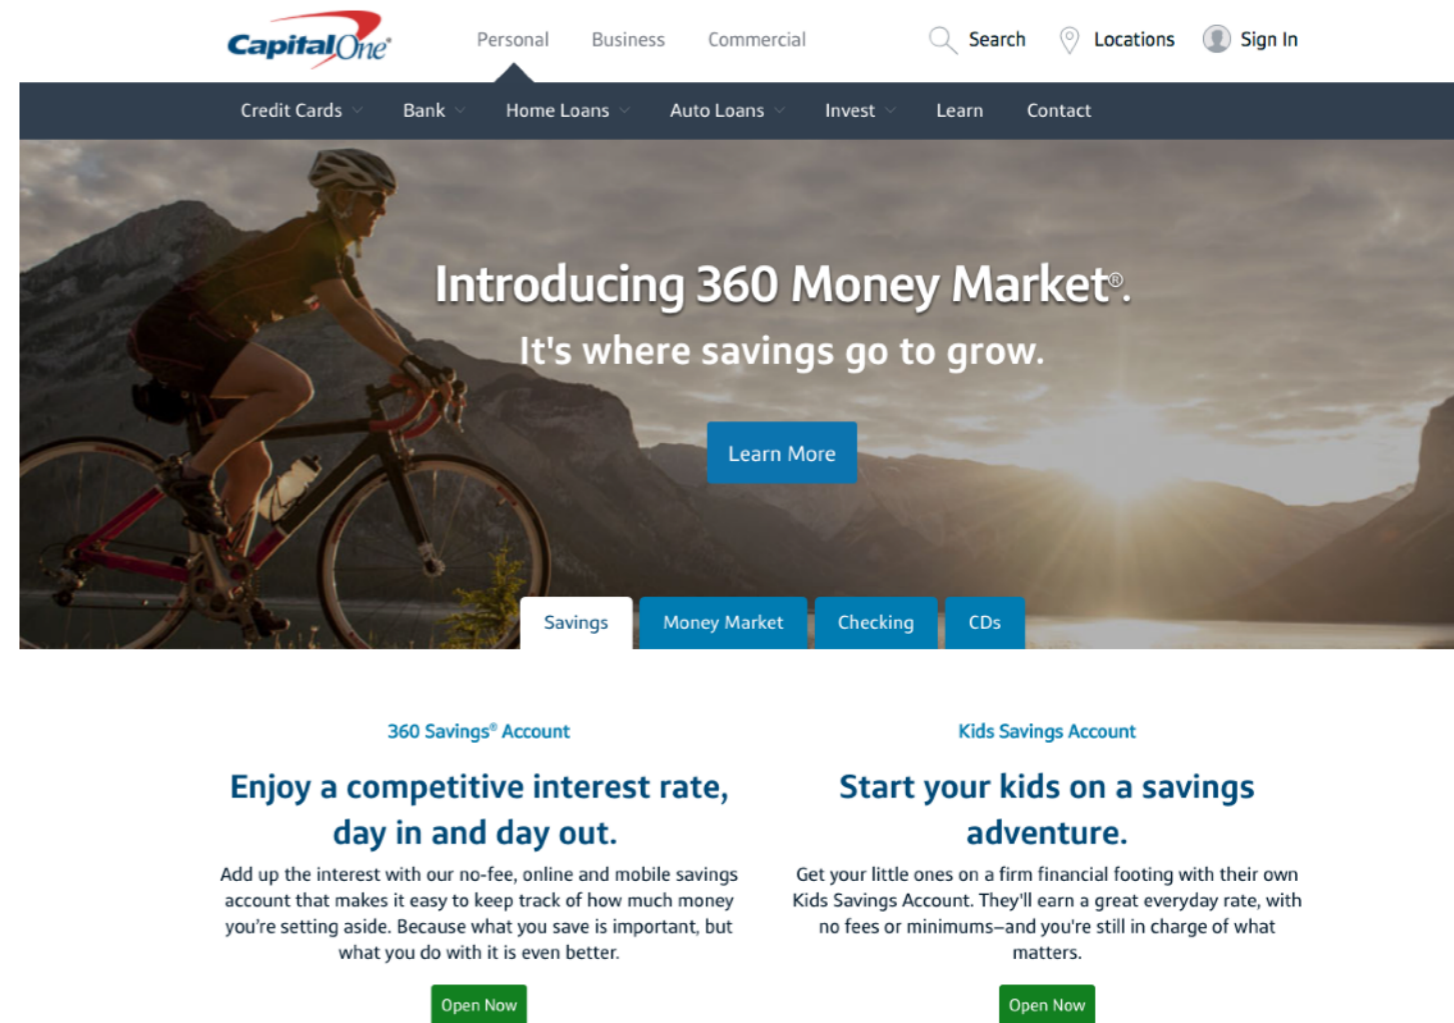 CapitalOne®
Personal Business Commercial
Search Locations Sign In
Credit Cards Bank Home Loans Auto Loans Invest Learn Contact
Introducing 360 Money Market®.
It's where savings go to grow.
Learn More
Savings Money Market Checking CDs
360 Savings® Account
Enjoy a competitive interest rate,
day in and day out.
Add up the interest with our no-fee, online and mobile savings
account that makes it easy to keep track of how much money
you’re setting aside. Because what you save is important, but
what you do with it is even better.
Open Now
Kids Savings Account
Start your kids on a savings
adventure.
Get your little ones on a firm financial footing with their own
Kids Savings Account. They'll earn a great everyday rate, with
no fees or minimums—and you're still in charge of what
matters.
Open Now